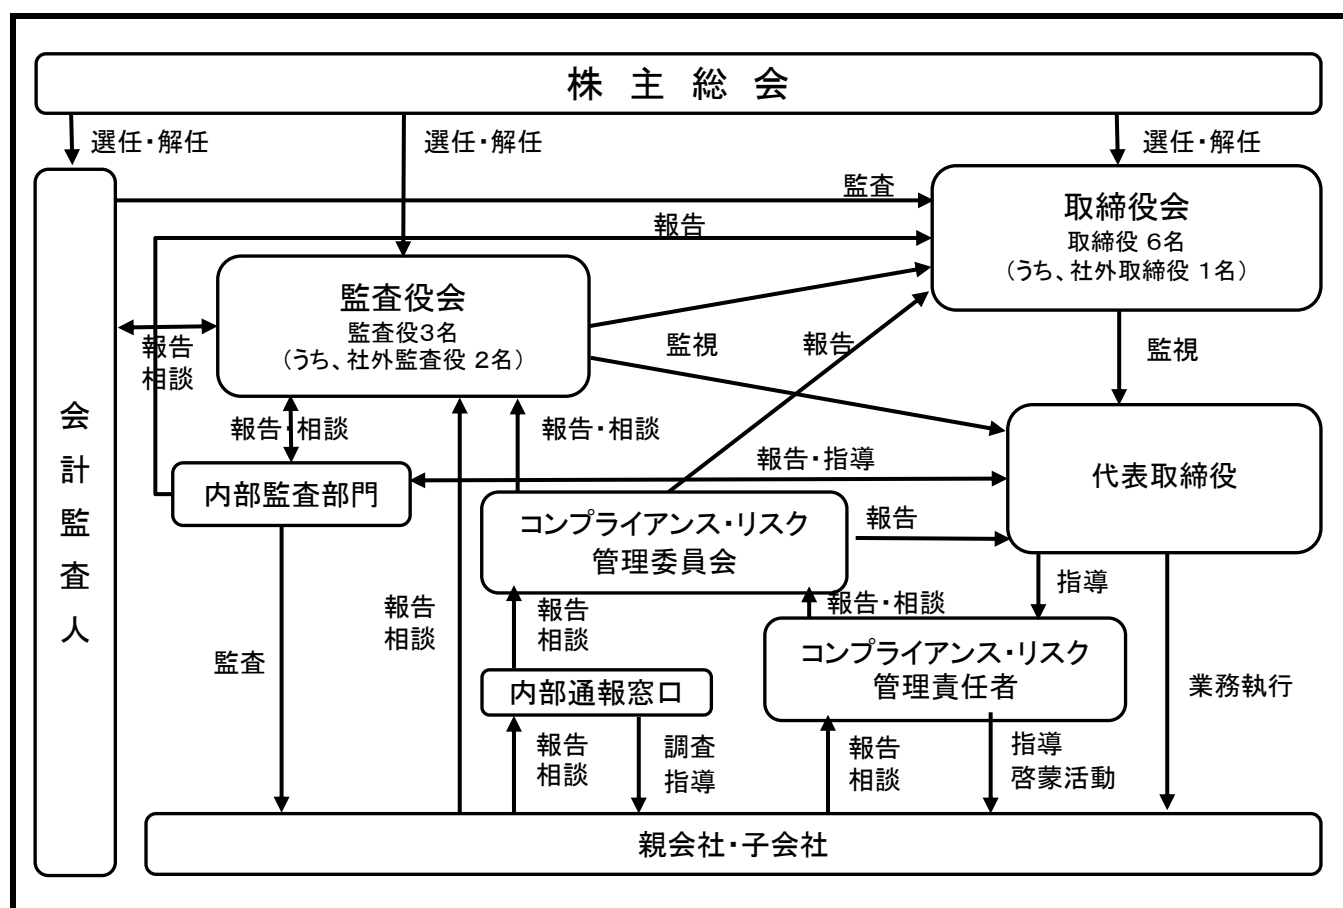 株 主 総 会
選任・解任
選任・解任
選任・解任
監査
取締役会
取締役 6名
(うち、社外取締役 1名)
報告
監査役会
監査役3名
(うち、社外監査役 2名)
報告
相談
監視
報告
監視
会計監査人
報告・相談
報告・相談
報告・指導
代表取締役
内部監査部門
コンプライアンス・リスク
管理委員会
報告
指導
報告
相談
報告
相談
報告・相談
コンプライアンス・リスク
管理責任者
監査
内部通報窓口
業務執行
報告
相談
調査
指導
報告
相談
指導
啓蒙活動
親会社・子会社